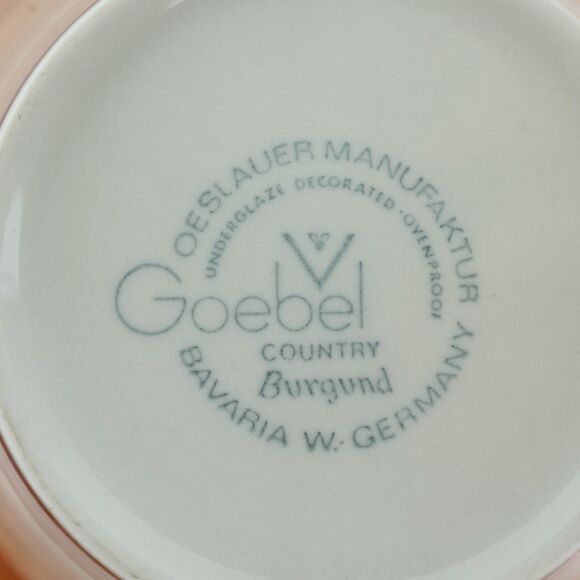 OESLAUER MANUFAKTUR
UNDERGLAZE DECORATED · OVENPROOF
Goebel
COUNTRY
Burgund
BAVARIA W. GERMANY